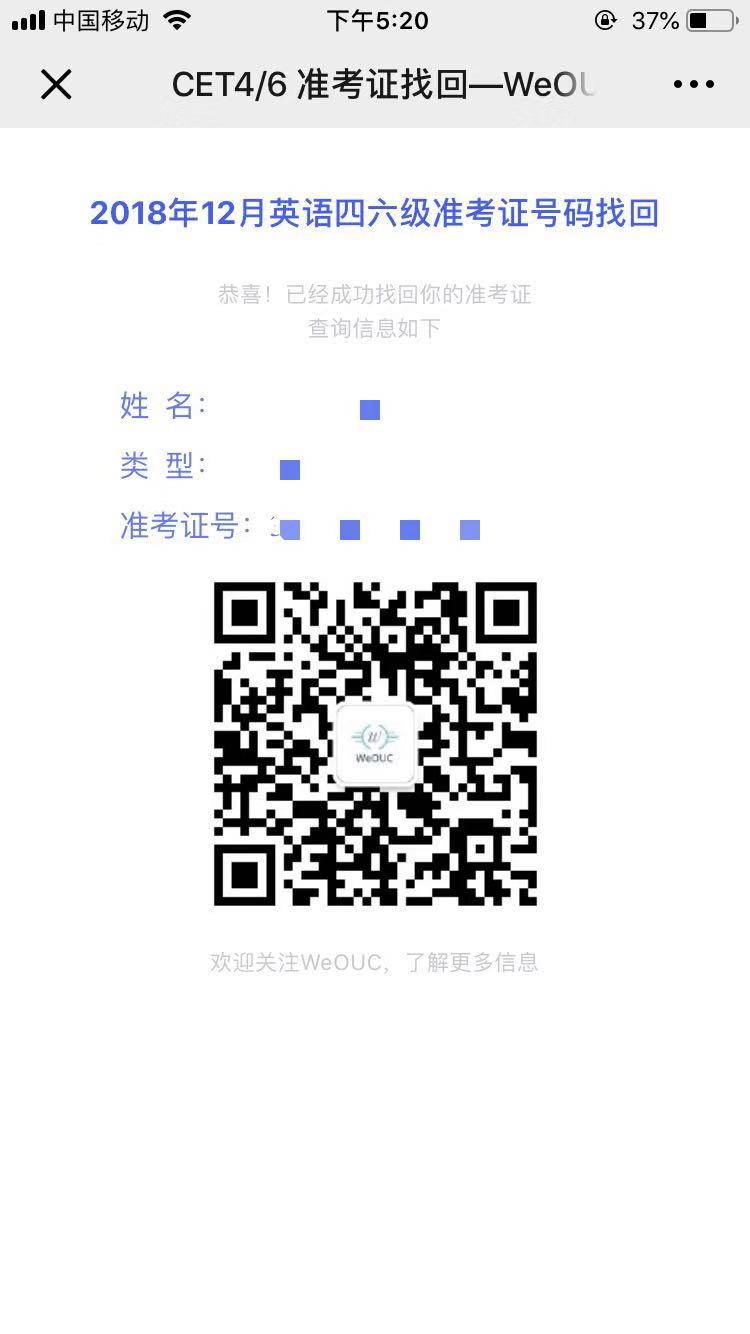 中国移动 下午5:20 37%
CET4/6 准考证找回—WeOU
2018年12月英语四六级准考证号码找回
恭喜！已经成功找回你的准考证
查询信息如下
姓 名：
类 型：
准考证号：
WeOUC
欢迎关注WeOUC，了解更多信息